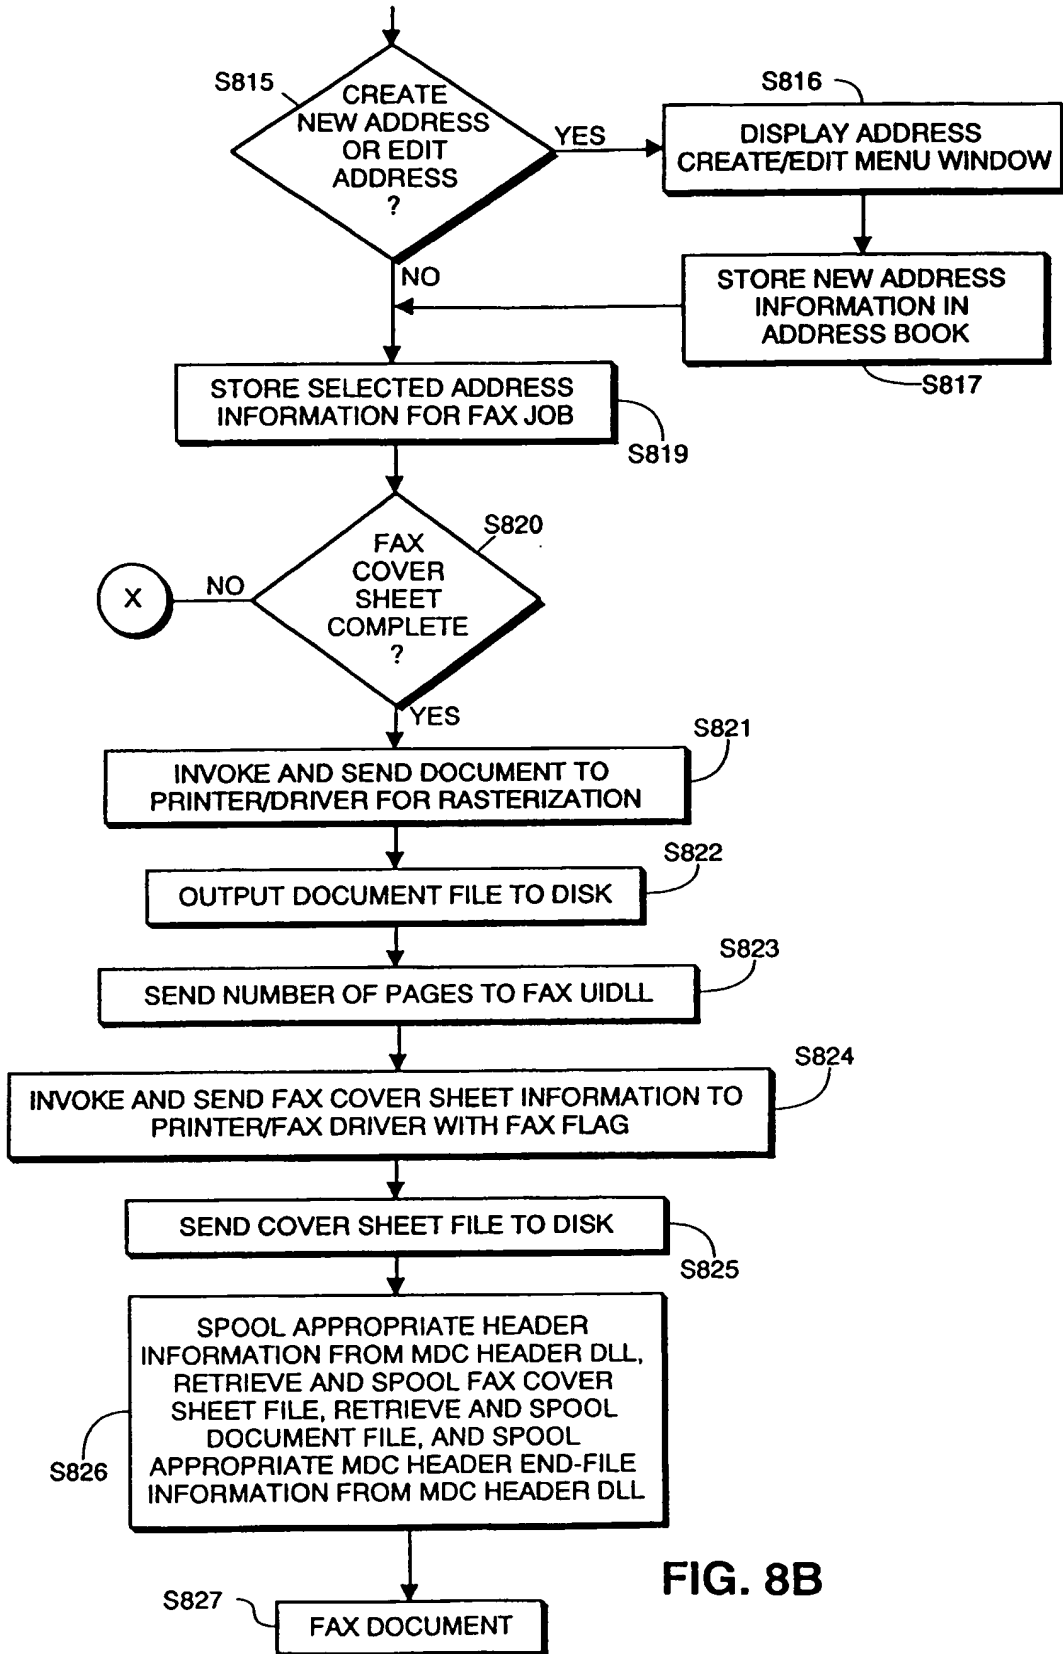 S815
CREATE
NEW ADDRESS
OR EDIT
ADDRESS
?
YES
S816
DISPLAY ADDRESS
CREATE/EDIT MENU WINDOW
NO
STORE NEW ADDRESS
INFORMATION IN
ADDRESS BOOK
S817
STORE SELECTED ADDRESS
INFORMATION FOR FAX JOB
S819
S820
FAX
COVER
SHEET
COMPLETE
?
NO
X
YES
S821
INVOKE AND SEND DOCUMENT TO
PRINTER/DRIVER FOR RASTERIZATION
S822
OUTPUT DOCUMENT FILE TO DISK
S823
SEND NUMBER OF PAGES TO FAX UIDLL
S824
INVOKE AND SEND FAX COVER SHEET INFORMATION TO
PRINTER/FAX DRIVER WITH FAX FLAG
SEND COVER SHEET FILE TO DISK
S825
SPOOL APPROPRIATE HEADER
INFORMATION FROM MDC HEADER DLL,
RETRIEVE AND SPOOL FAX COVER
SHEET FILE, RETRIEVE AND SPOOL
DOCUMENT FILE, AND SPOOL
APPROPRIATE MDC HEADER END-FILE
INFORMATION FROM MDC HEADER DLL
S826
FIG. 8B
S827
FAX DOCUMENT